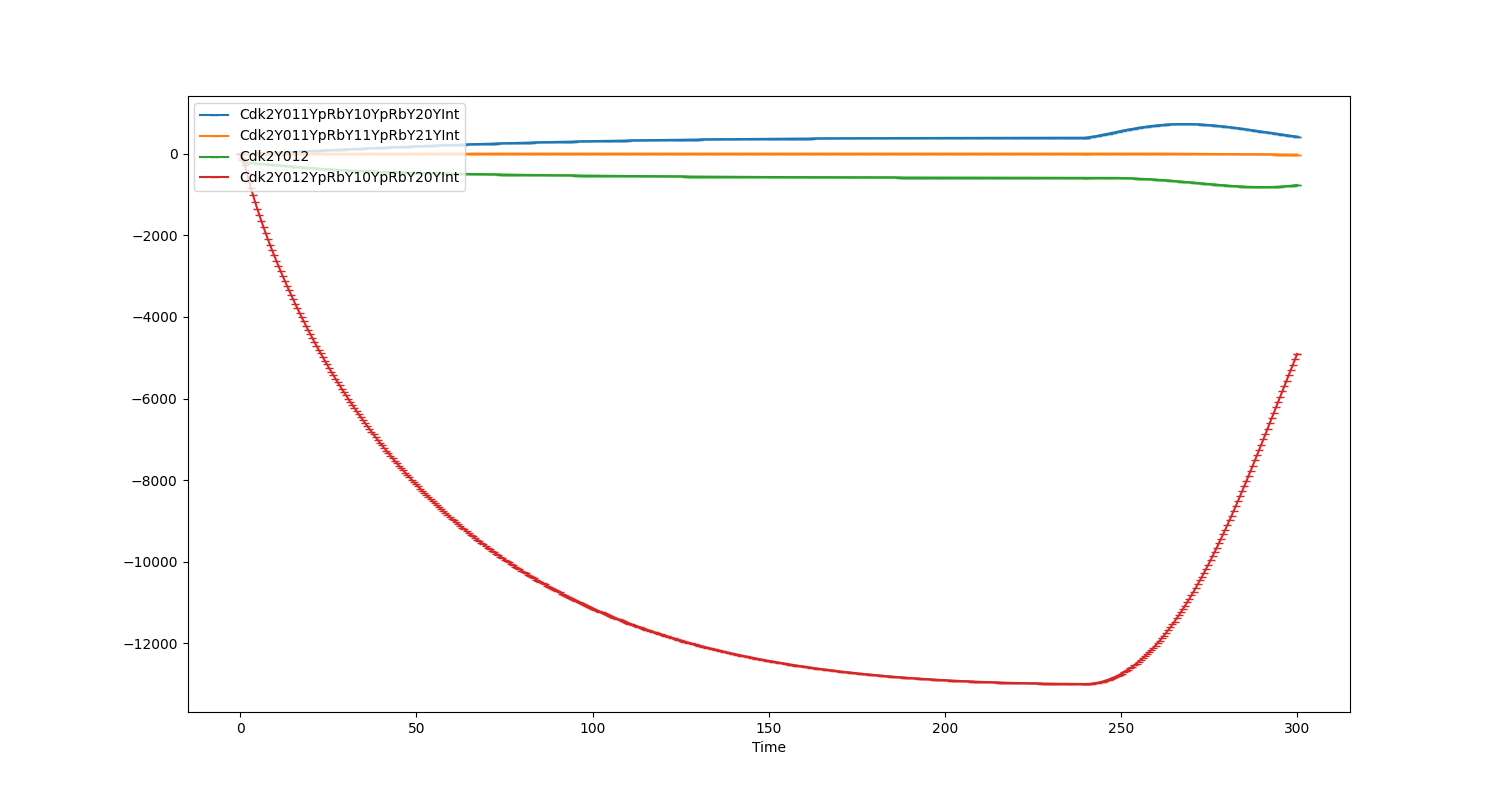 Cdk2Y011YpRbY10YpRbY20YInt
Cdk2Y011YpRbY11YpRbY21YInt
Cdk2Y012
Cdk2Y012YpRbY10YpRbY20YInt
0
−2000
−4000
−6000
−8000
−10000
−12000
0 50 100 150 200 250 300
Time